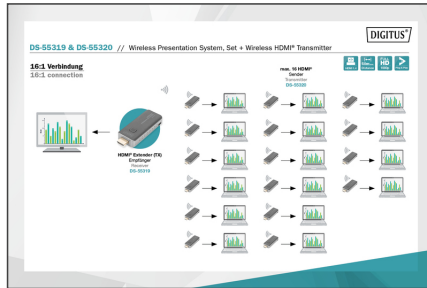 DIGITUS®
DS-55319 & DS-55320 // Wireless Presentation System, Set + Wireless HDMI® Transmitter
16:1 Verbindung
16:1 connection
max. 16 HDMI®
Sender
Transmitter
DS-55320
HDMI® Extender (TX)
Empfänger
Receiver
DS-55319